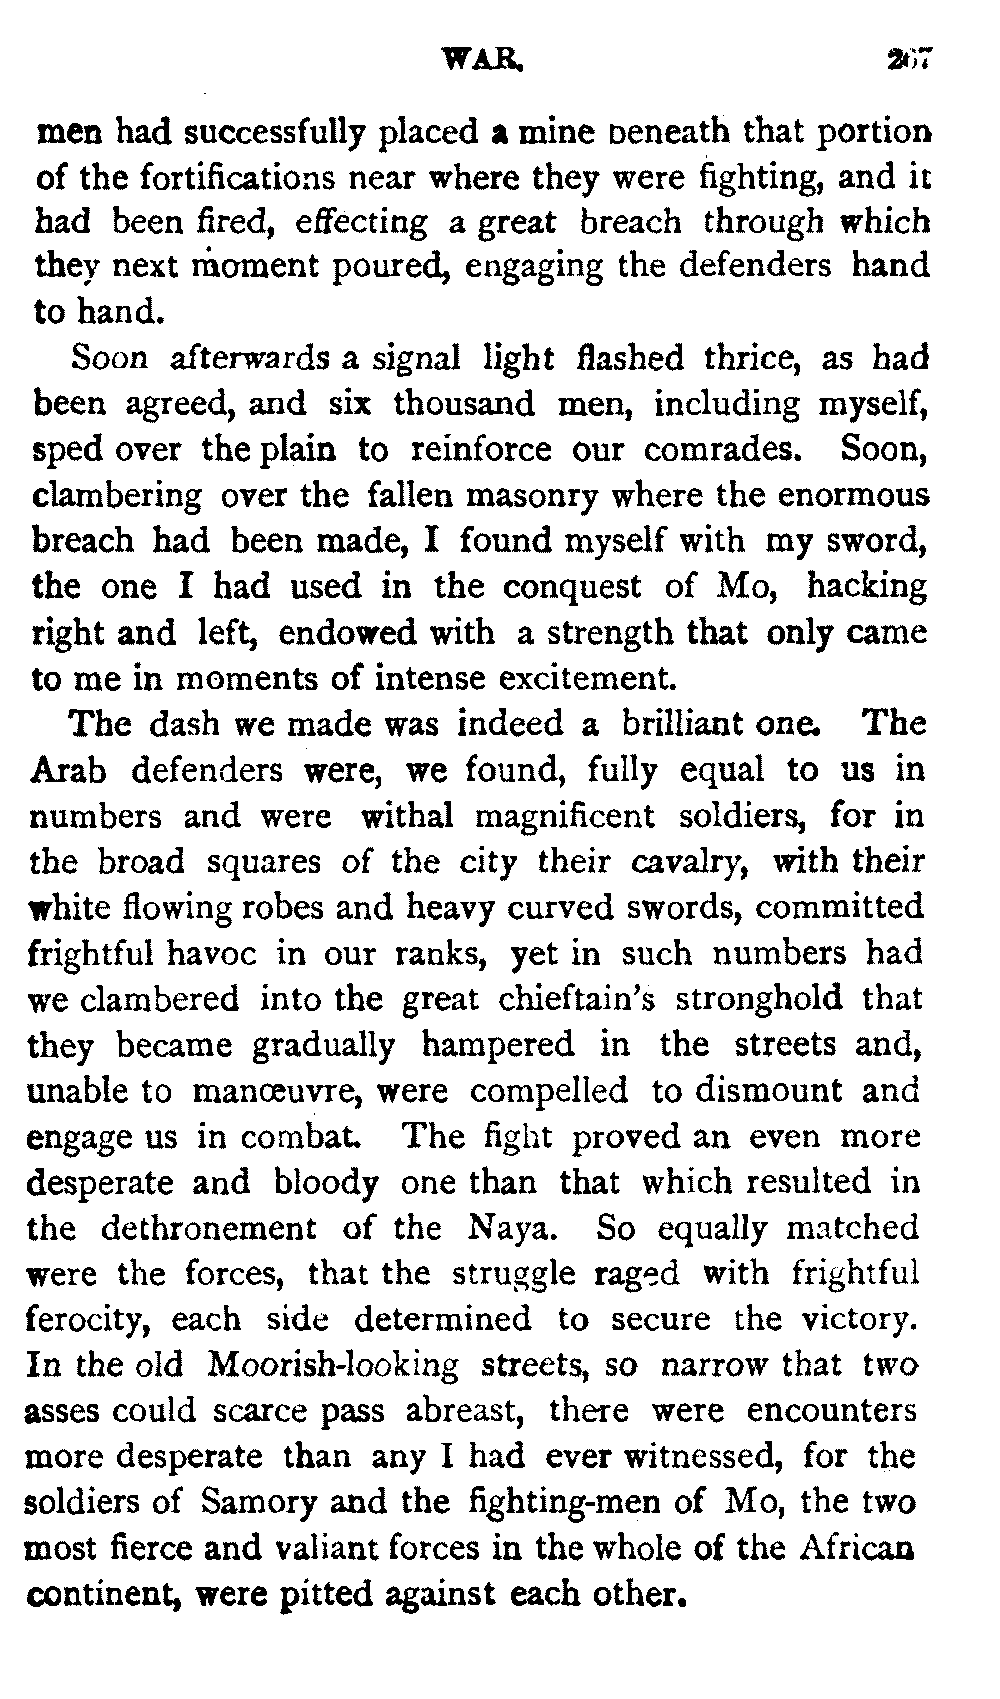 WAR. 267
men had successfully placed a mine beneath that portion
of the fortifications near where they were fighting, and it
had been fired, effecting a great breach through which
they next moment poured, engaging the defenders hand
to hand.
Soon afterwards a signal light flashed thrice, as had
been agreed, and six thousand men, including myself,
sped over the plain to reinforce our comrades. Soon,
clambering over the fallen masonry where the enormous
breach had been made, I found myself with my sword,
the one I had used in the conquest of Mo, hacking
right and left, endowed with a strength that only came
to me in moments of intense excitement.
The dash we made was indeed a brilliant one. The
Arab defenders were, we found, fully equal to us in
numbers and were withal magnificent soldiers, for in
the broad squares of the city their cavalry, with their
white flowing robes and heavy curved swords, committed
frightful havoc in our ranks, yet in such numbers had
we clambered into the great chieftain's stronghold that
they became gradually hampered in the streets and,
unable to manœuvre, were compelled to dismount and
engage us in combat. The fight proved an even more
desperate and bloody one than that which resulted in
the dethronement of the Naya. So equally matched
were the forces, that the struggle raged with frightful
ferocity, each side determined to secure the victory.
In the old Moorish-looking streets, so narrow that two
asses could scarce pass abreast, there were encounters
more desperate than any I had ever witnessed, for the
soldiers of Samory and the fighting-men of Mo, the two
most fierce and valiant forces in the whole of the African
continent, were pitted against each other.